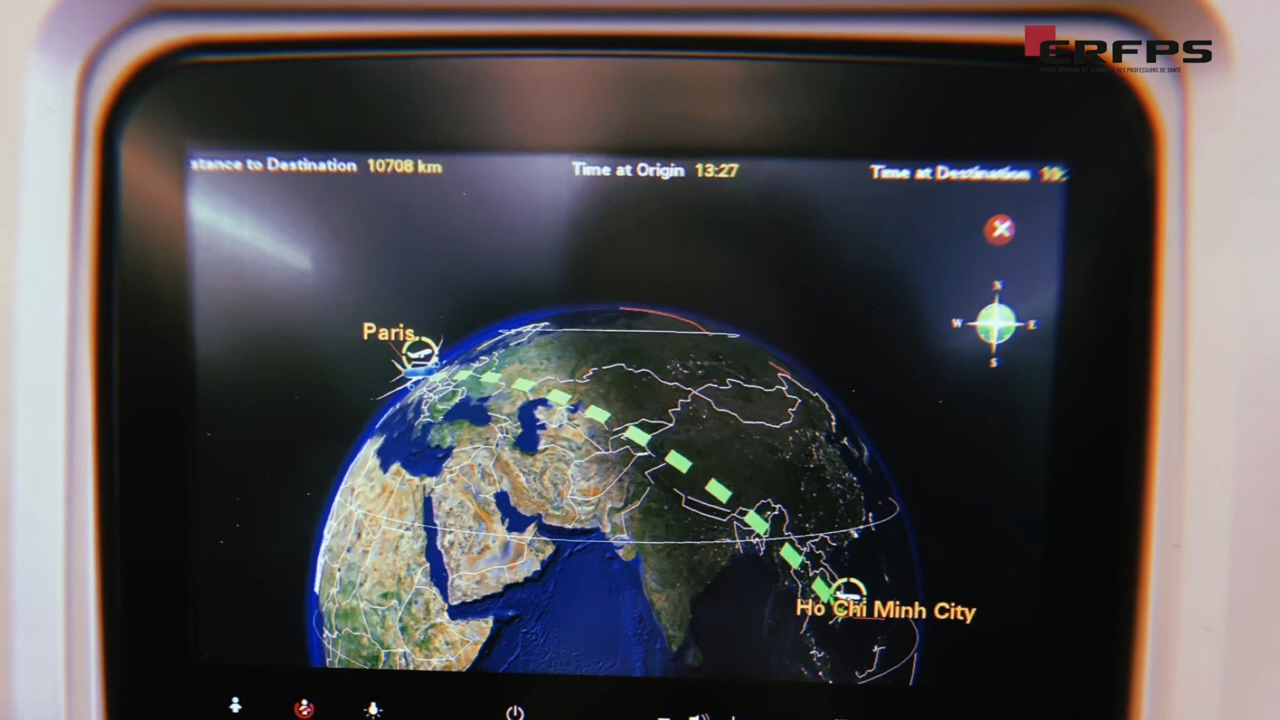 ERFPS
stance to Destination 10708 km
Time at Origin 13:27
Time at Destination 19:
N
W E
S
Paris
Ho Chi Minh City